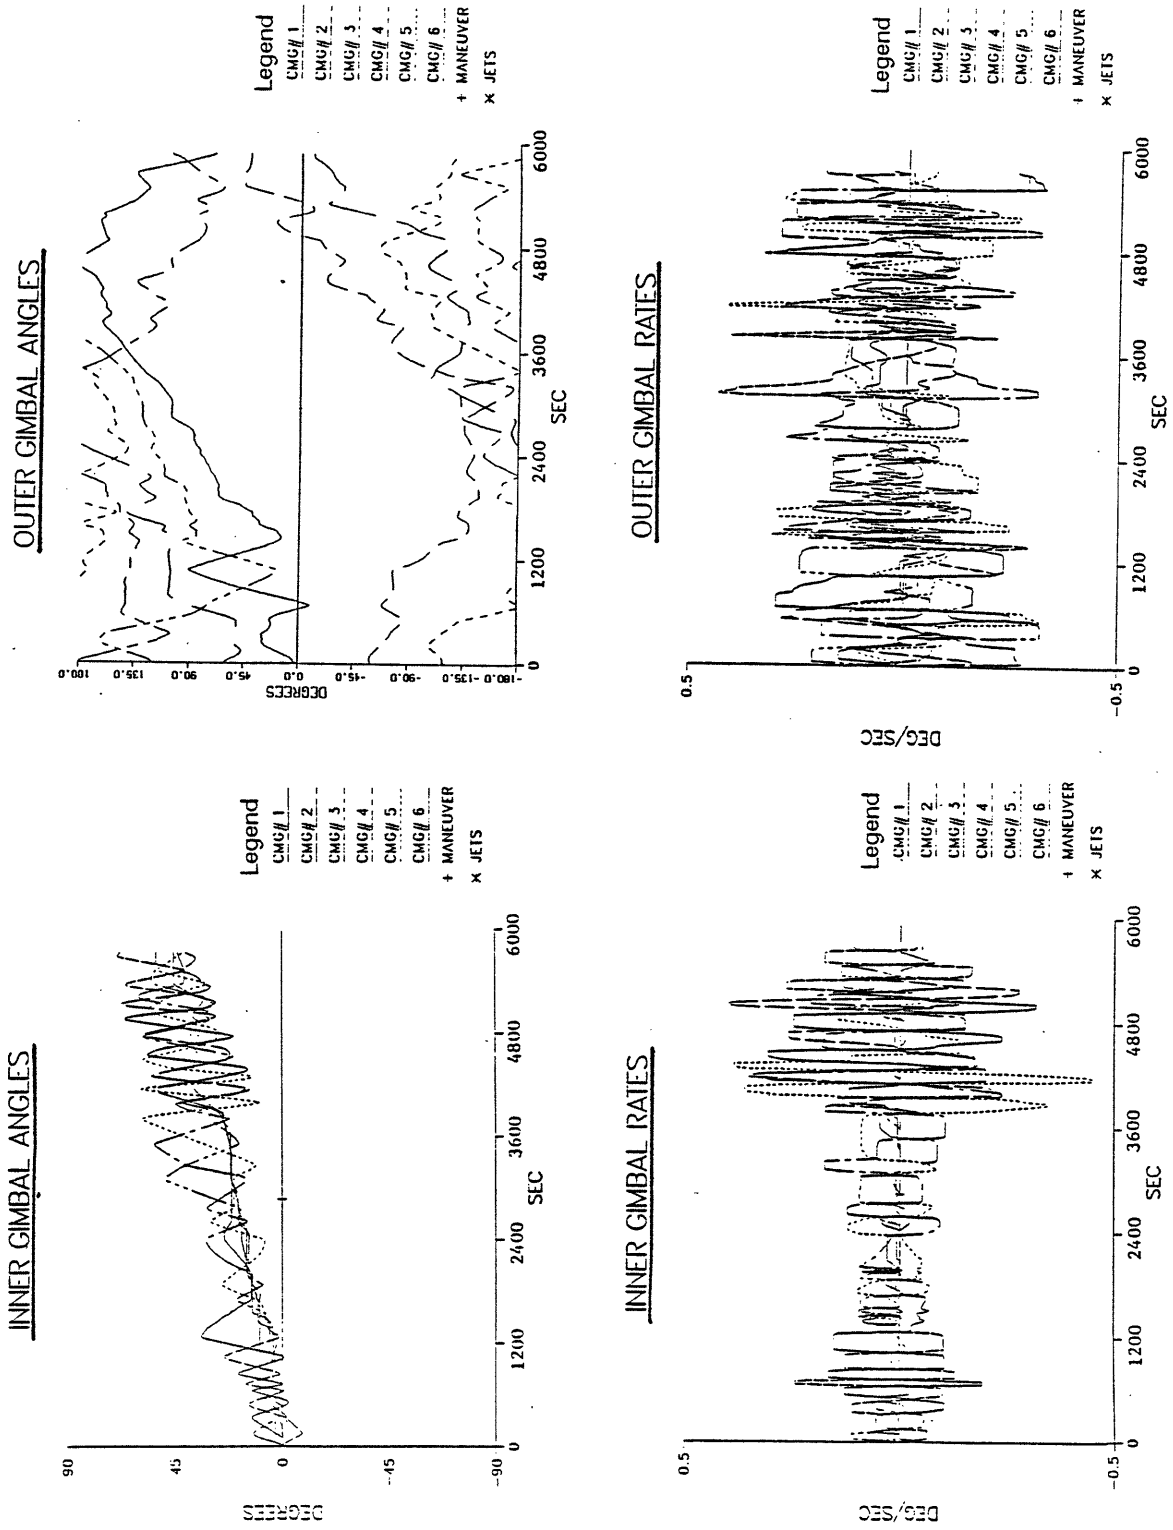 INNER GIMBAL ANGLES
90
45
0
-45
-90
DEGREES
0
1200
2400
3600
4800
6000
SEC
Legend
CMG# 1
CMG# 2
CMG# 3
CMG# 4
CMG# 5
CMG# 6
+ MANEUVER
* JETS
OUTER GIMBAL ANGLES
180.0
135.0
90.0
45.0
0.0
-45.0
-90.0
-135.0
-180.0
DEGREES
0
1200
2400
3600
4800
6000
SEC
Legend
CMG# 1
CMG# 2
CMG# 3
CMG# 4
CMG# 5
CMG# 6
+ MANEUVER
* JETS
INNER GIMBAL RATES
0.5
-0.5
DEG/SEC
0
1200
2400
3600
4800
6000
SEC
Legend
CMG# 1
CMG# 2
CMG# 3
CMG# 4
CMG# 5
CMG# 6
+ MANEUVER
* JETS
OUTER GIMBAL RATES
0.5
-0.5
DEG/SEC
0
1200
2400
3600
4800
6000
SEC
Legend
CMG# 1
CMG# 2
CMG# 3
CMG# 4
CMG# 5
CMG# 6
+ MANEUVER
* JETS